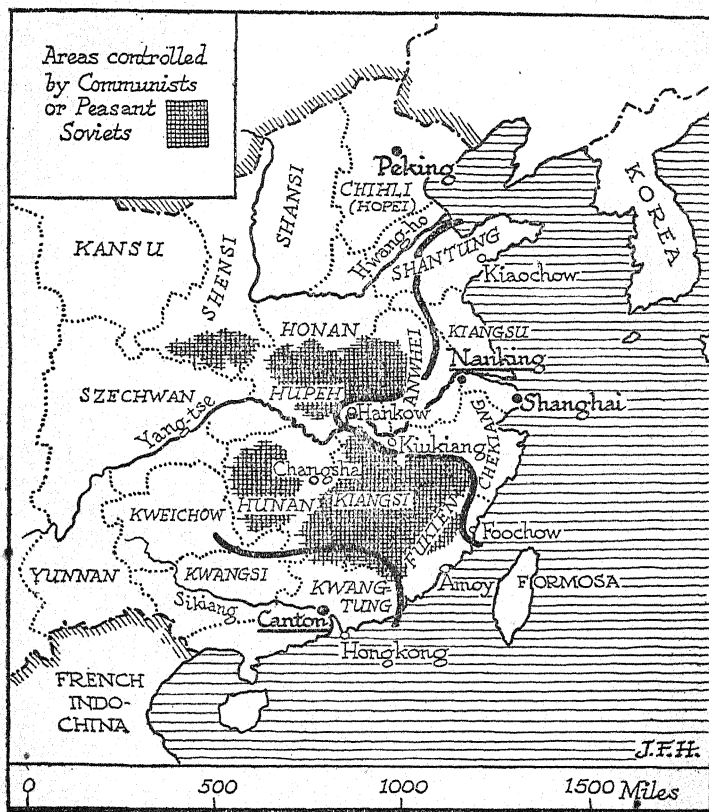 Areas controlled
by Communists
or Peasant
Soviets
Peking
CHIHLI
(HOPEI)
SHANSI
KOREA
KANSU
SHENSI
Hwang-ho
SHANTUNG
Kiaochow
HONAN
KIANGSU
ANWHEI
Nanking
SZECHWAN
HUPEH
Hankow
Shanghai
Yang-tse
Kiukiang
CHEKIANG
Changsha
HUNAN
KIANGSI
KWEICHOW
FUKIEN
Foochow
YUNNAN
KWANGSI
KWANG-
TUNG
Amoy
FORMOSA
Sikiang
Canton
Hongkong
FRENCH
INDO-
CHINA
J.F.H.
0 500 1000 1500 Miles